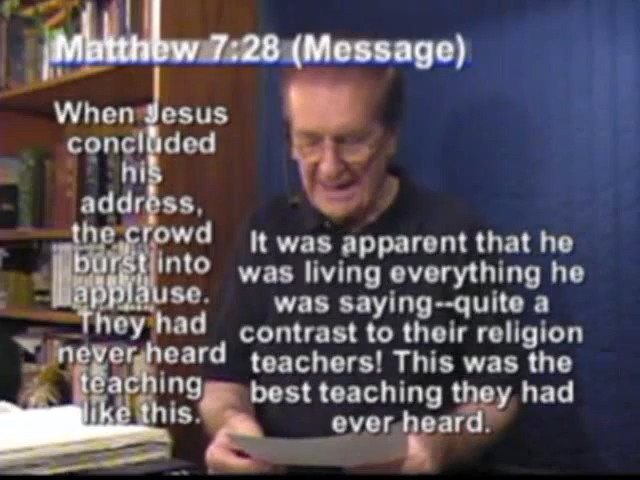 Matthew 7:28 (Message)
When Jesus
concluded
his
address,
the crowd
burst into
applause.
They had
never heard
teaching
like this.
It was apparent that he
was living everything he
was saying--quite a
contrast to their religion
teachers! This was the
best teaching they had
ever heard.